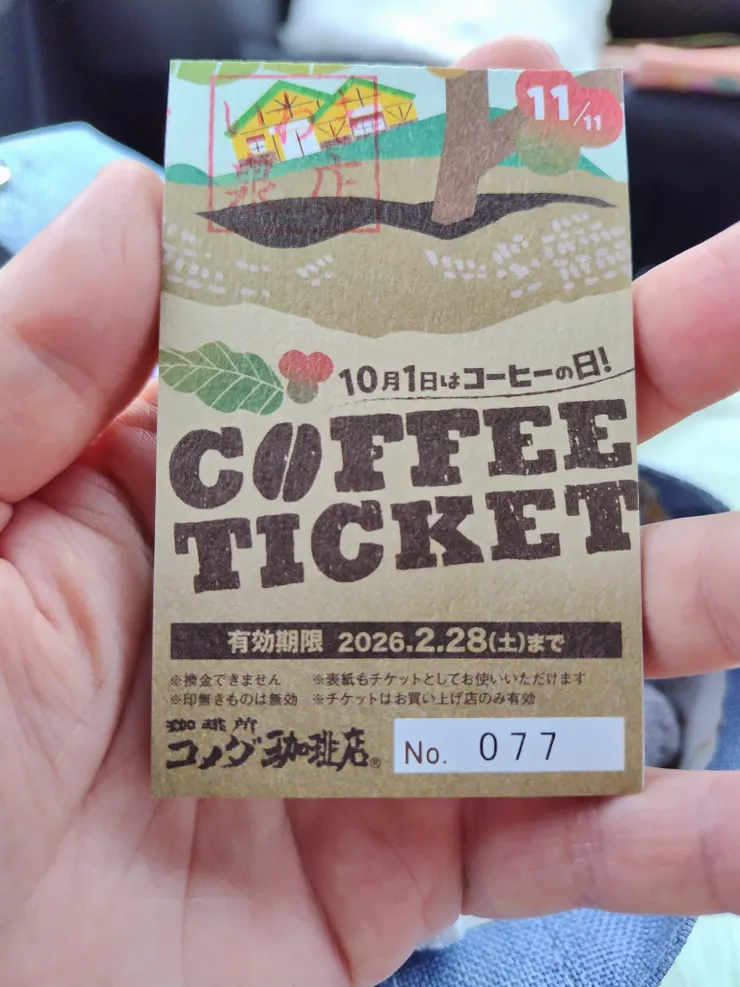 11/11
10月1日はコーヒーの日!
COFFEE
TICKET
有効期限 2026.2.28(土)まで
※換金できません ※表紙もチケットとしてお使いいただけます
※印無きものは無効 ※チケットはお買い上げ店のみ有効
珈琲所
コメダ珈琲店®
No. 077